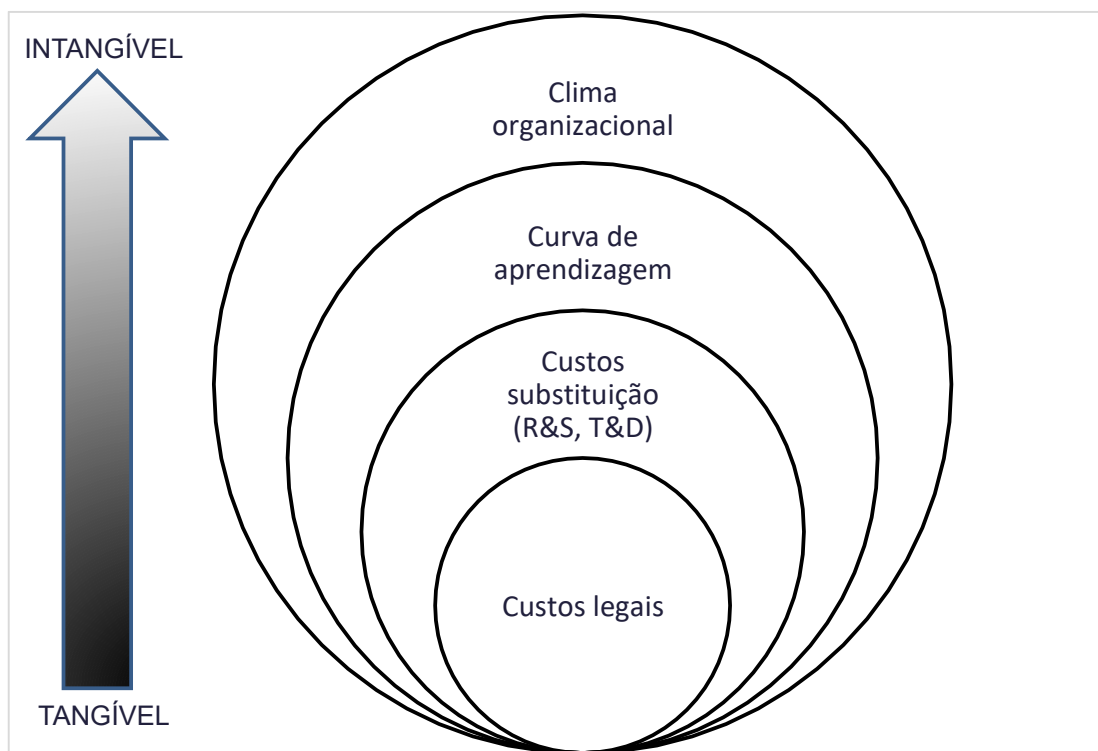 INTANGÍVEL
Clima
organizacional
Curva de
aprendizagem
Custos
substituição
(R&S, T&D)
Custos legais
TANGÍVEL